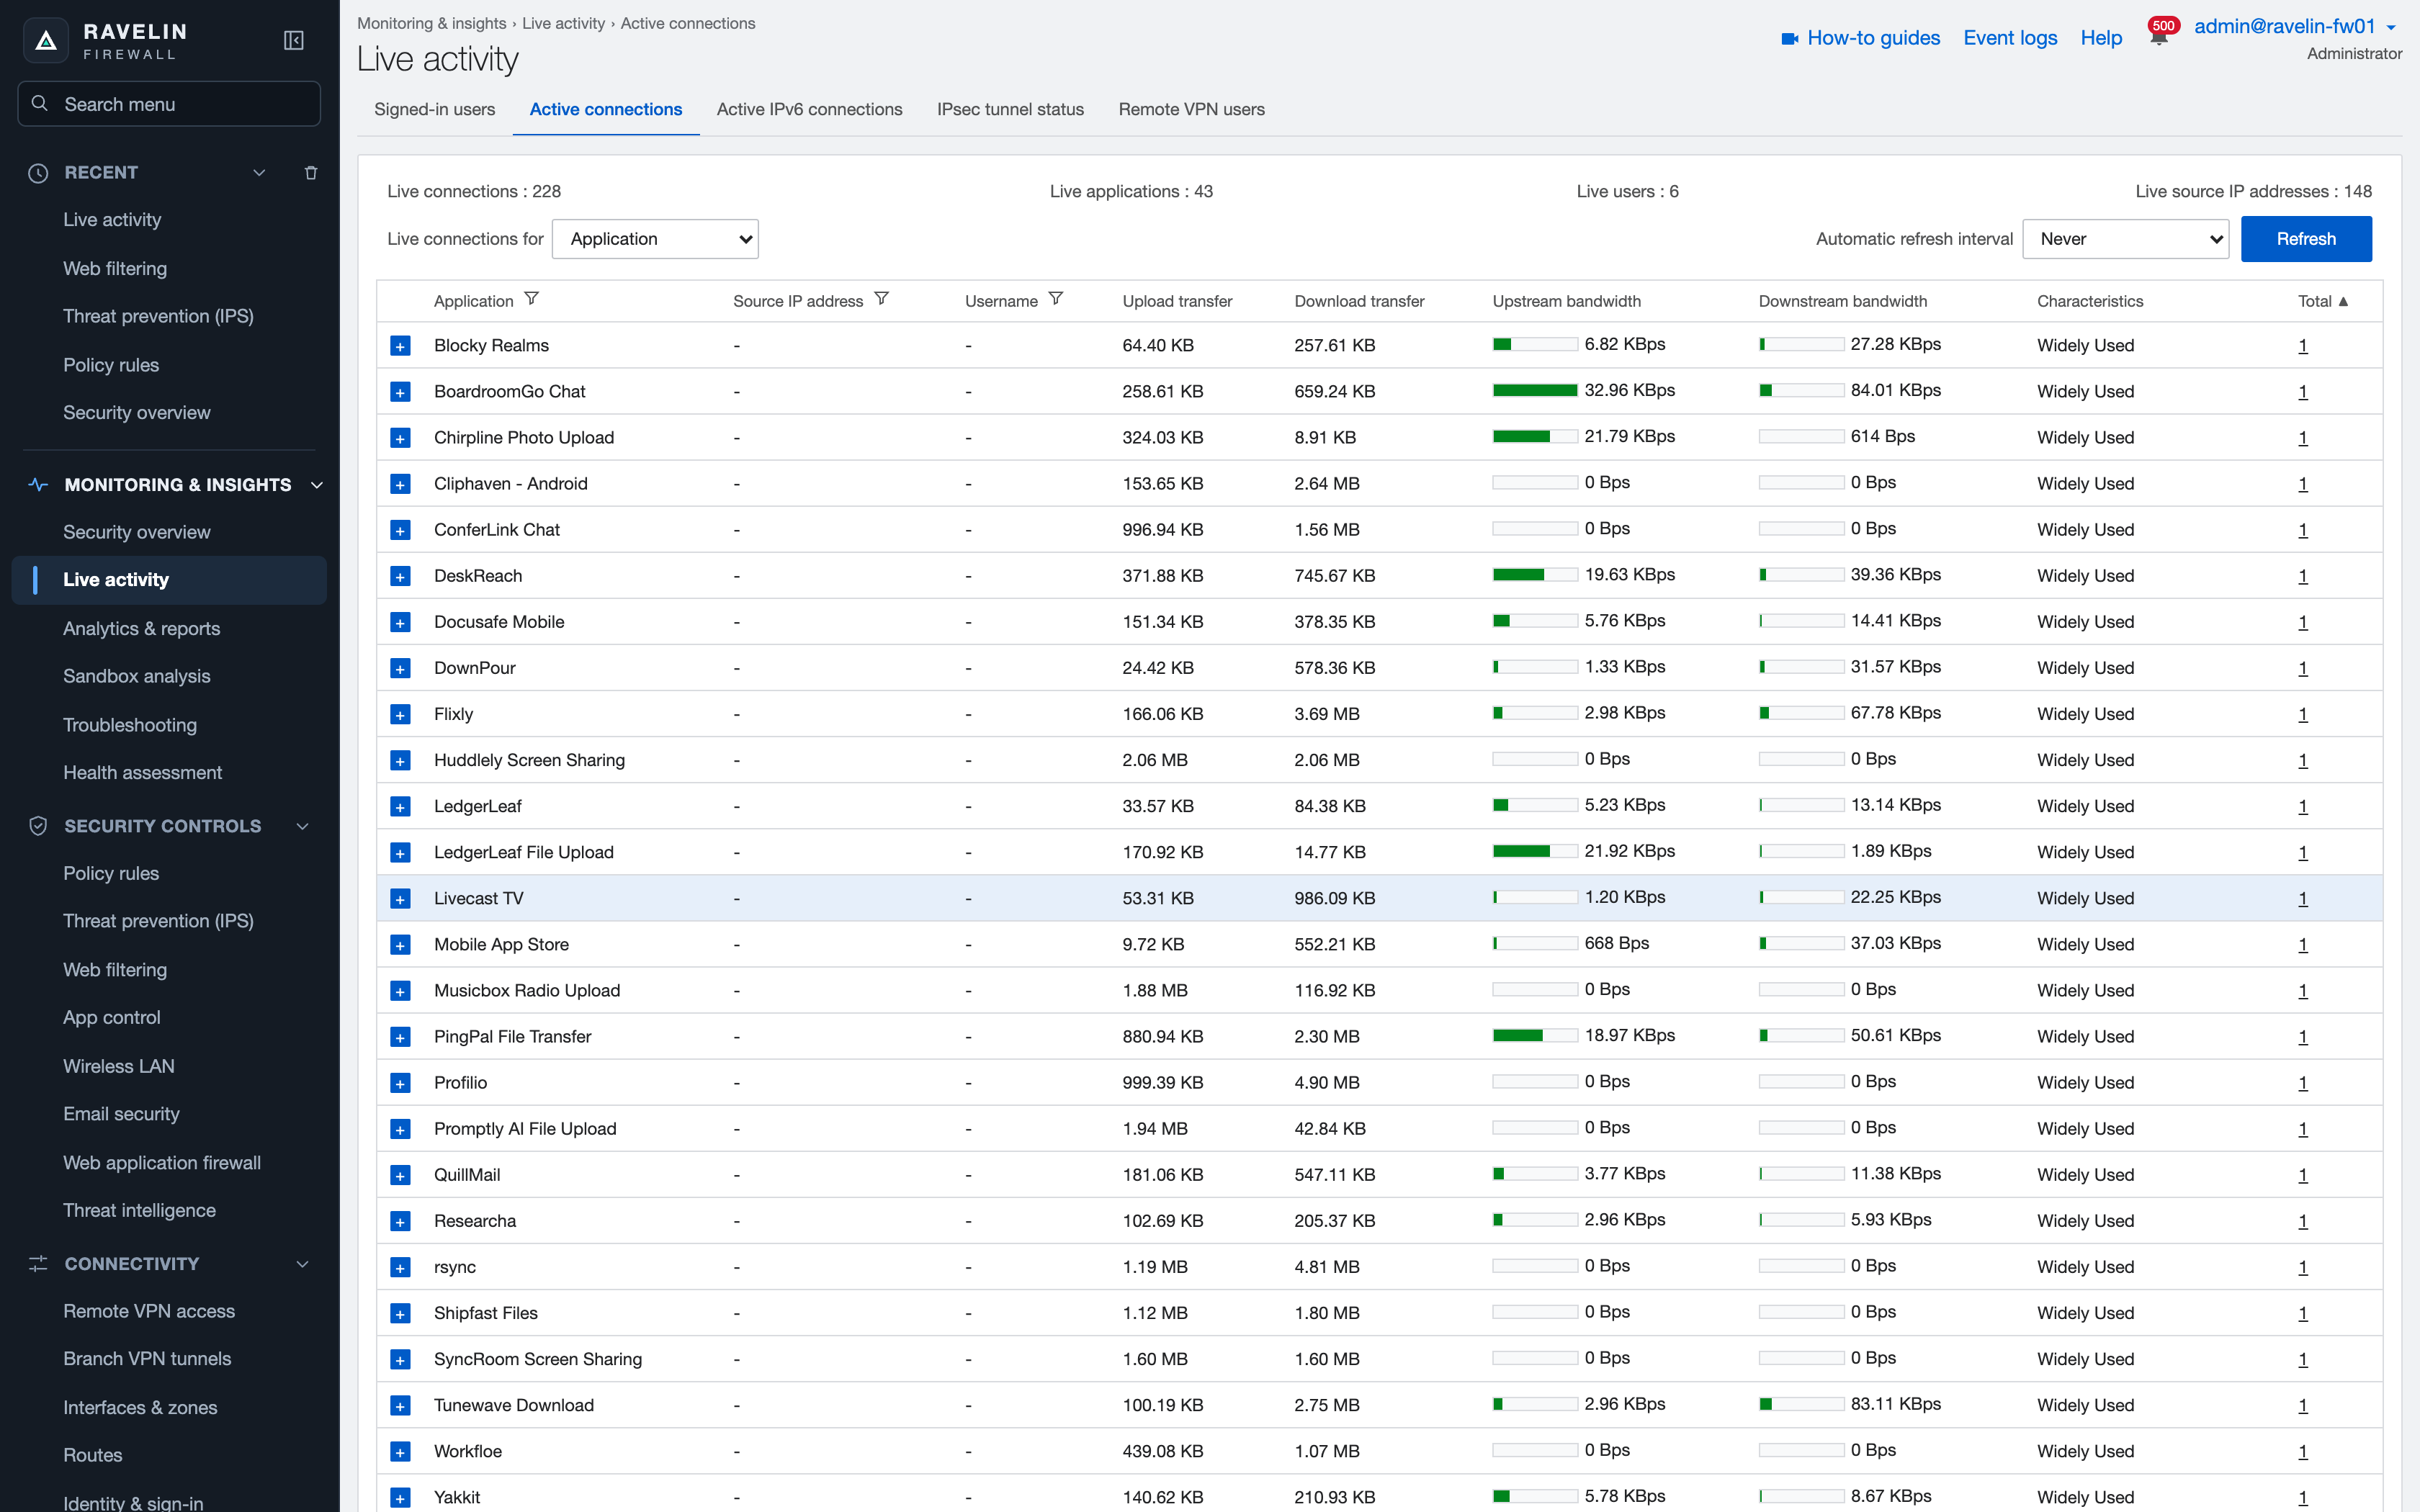 RAVELIN
FIREWALL
Search menu
RECENT
Live activity
Web filtering
Threat prevention (IPS)
Policy rules
Security overview
MONITORING & INSIGHTS
Security overview
Live activity
Analytics & reports
Sandbox analysis
Troubleshooting
Health assessment
SECURITY CONTROLS
Policy rules
Threat prevention (IPS)
Web filtering
App control
Wireless LAN
Email security
Web application firewall
Threat intelligence
CONNECTIVITY
Remote VPN access
Branch VPN tunnels
Interfaces & zones
Routes
Identity & sign-in
Monitoring & insights › Live activity › Active connections
Live activity
How-to guides Event logs Help 500 admin@ravelin-fw01
Administrator
Signed-in users Active connections Active IPv6 connections IPsec tunnel status Remote VPN users
Live connections : 228 Live applications : 43 Live users : 6 Live source IP addresses : 148
Live connections for Application Automatic refresh interval Never Refresh
Application Source IP address Username Upload transfer Download transfer Upstream bandwidth Downstream bandwidth Characteristics Total ▲
+ Blocky Realms - - 64.40 KB 257.61 KB 6.82 KBps 27.28 KBps Widely Used 1
+ BoardroomGo Chat - - 258.61 KB 659.24 KB 32.96 KBps 84.01 KBps Widely Used 1
+ Chirpline Photo Upload - - 324.03 KB 8.91 KB 21.79 KBps 614 Bps Widely Used 1
+ Cliphaven - Android - - 153.65 KB 2.64 MB 0 Bps 0 Bps Widely Used 1
+ ConferLink Chat - - 996.94 KB 1.56 MB 0 Bps 0 Bps Widely Used 1
+ DeskReach - - 371.88 KB 745.67 KB 19.63 KBps 39.36 KBps Widely Used 1
+ Docusafe Mobile - - 151.34 KB 378.35 KB 5.76 KBps 14.41 KBps Widely Used 1
+ DownPour - - 24.42 KB 578.36 KB 1.33 KBps 31.57 KBps Widely Used 1
+ Flixly - - 166.06 KB 3.69 MB 2.98 KBps 67.78 KBps Widely Used 1
+ Huddlely Screen Sharing - - 2.06 MB 2.06 MB 0 Bps 0 Bps Widely Used 1
+ LedgerLeaf - - 33.57 KB 84.38 KB 5.23 KBps 13.14 KBps Widely Used 1
+ LedgerLeaf File Upload - - 170.92 KB 14.77 KB 21.92 KBps 1.89 KBps Widely Used 1
+ Livecast TV - - 53.31 KB 986.09 KB 1.20 KBps 22.25 KBps Widely Used 1
+ Mobile App Store - - 9.72 KB 552.21 KB 668 Bps 37.03 KBps Widely Used 1
+ Musicbox Radio Upload - - 1.88 MB 116.92 KB 0 Bps 0 Bps Widely Used 1
+ PingPal File Transfer - - 880.94 KB 2.30 MB 18.97 KBps 50.61 KBps Widely Used 1
+ Profilio - - 999.39 KB 4.90 MB 0 Bps 0 Bps Widely Used 1
+ Promptly AI File Upload - - 1.94 MB 42.84 KB 0 Bps 0 Bps Widely Used 1
+ QuillMail - - 181.06 KB 547.11 KB 3.77 KBps 11.38 KBps Widely Used 1
+ Researcha - - 102.69 KB 205.37 KB 2.96 KBps 5.93 KBps Widely Used 1
+ rsync - - 1.19 MB 4.81 MB 0 Bps 0 Bps Widely Used 1
+ Shipfast Files - - 1.12 MB 1.80 MB 0 Bps 0 Bps Widely Used 1
+ SyncRoom Screen Sharing - - 1.60 MB 1.60 MB 0 Bps 0 Bps Widely Used 1
+ Tunewave Download - - 100.19 KB 2.75 MB 2.96 KBps 83.11 KBps Widely Used 1
+ Workfloe - - 439.08 KB 1.07 MB 0 Bps 0 Bps Widely Used 1
+ Yakkit - - 140.62 KB 210.93 KB 5.78 KBps 8.67 KBps Widely Used 1